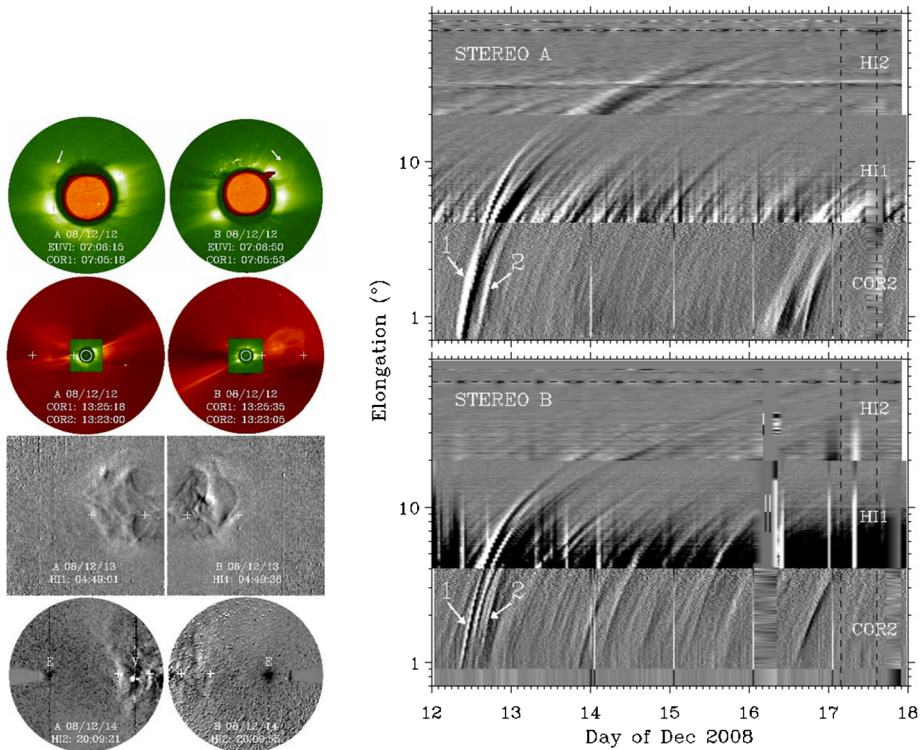 A 08/12/12
EUVI: 07:06:15
COR1: 07:05:18
B 08/12/12
EUVI: 07:06:50
COR1: 07:05:53
A 08/12/12
COR1: 13:25:18
COR2: 13:23:00
B 08/12/12
COR1: 13:25:35
COR2: 13:23:05
A 08/12/13
HI1: 04:49:01
B 08/12/13
HI1: 04:49:36
E
V
A 08/12/14
HI2: 20:09:21
E
B 08/12/14
HI2: 20:09:56
Elongation (°)
STEREO A
HI2
10
HI1
1
2
COR2
1
STEREO B
HI2
10
HI1
1
2
COR2
1
12 13 14 15 16 17 18
Day of Dec 2008